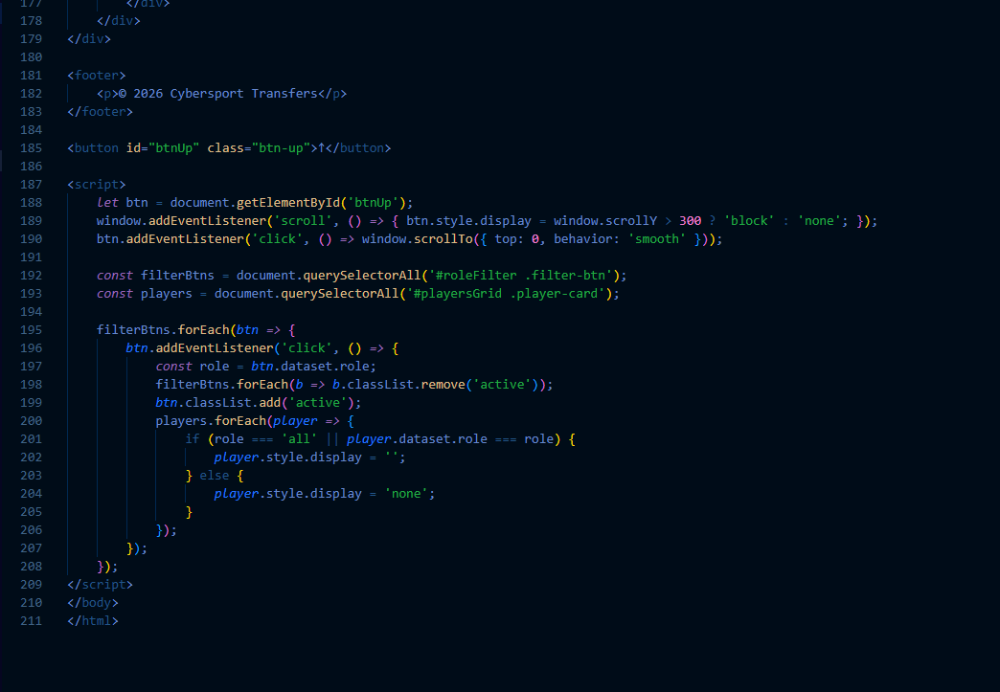 177 </div>
178 </div>
179 </div>
180
181 <footer>
182 <p>© 2026 Cybersport Transfers</p>
183 </footer>
184
185 <button id="btnUp" class="btn-up">↑</button>
186
187 <script>
188 let btn = document.getElementById('btnUp');
189 window.addEventListener('scroll', () => { btn.style.display = window.scrollY > 300 ? 'block' : 'none'; });
190 btn.addEventListener('click', () => window.scrollTo({ top: 0, behavior: 'smooth' }));
191
192 const filterBtns = document.querySelectorAll('#roleFilter .filter-btn');
193 const players = document.querySelectorAll('#playersGrid .player-card');
194
195 filterBtns.forEach(btn => {
196 btn.addEventListener('click', () => {
197 const role = btn.dataset.role;
198 filterBtns.forEach(b => b.classList.remove('active'));
199 btn.classList.add('active');
200 players.forEach(player => {
201 if (role === 'all' || player.dataset.role === role) {
202 player.style.display = '';
203 } else {
204 player.style.display = 'none';
205 }
206 });
207 });
208 });
209 </script>
210 </body>
211 </html>